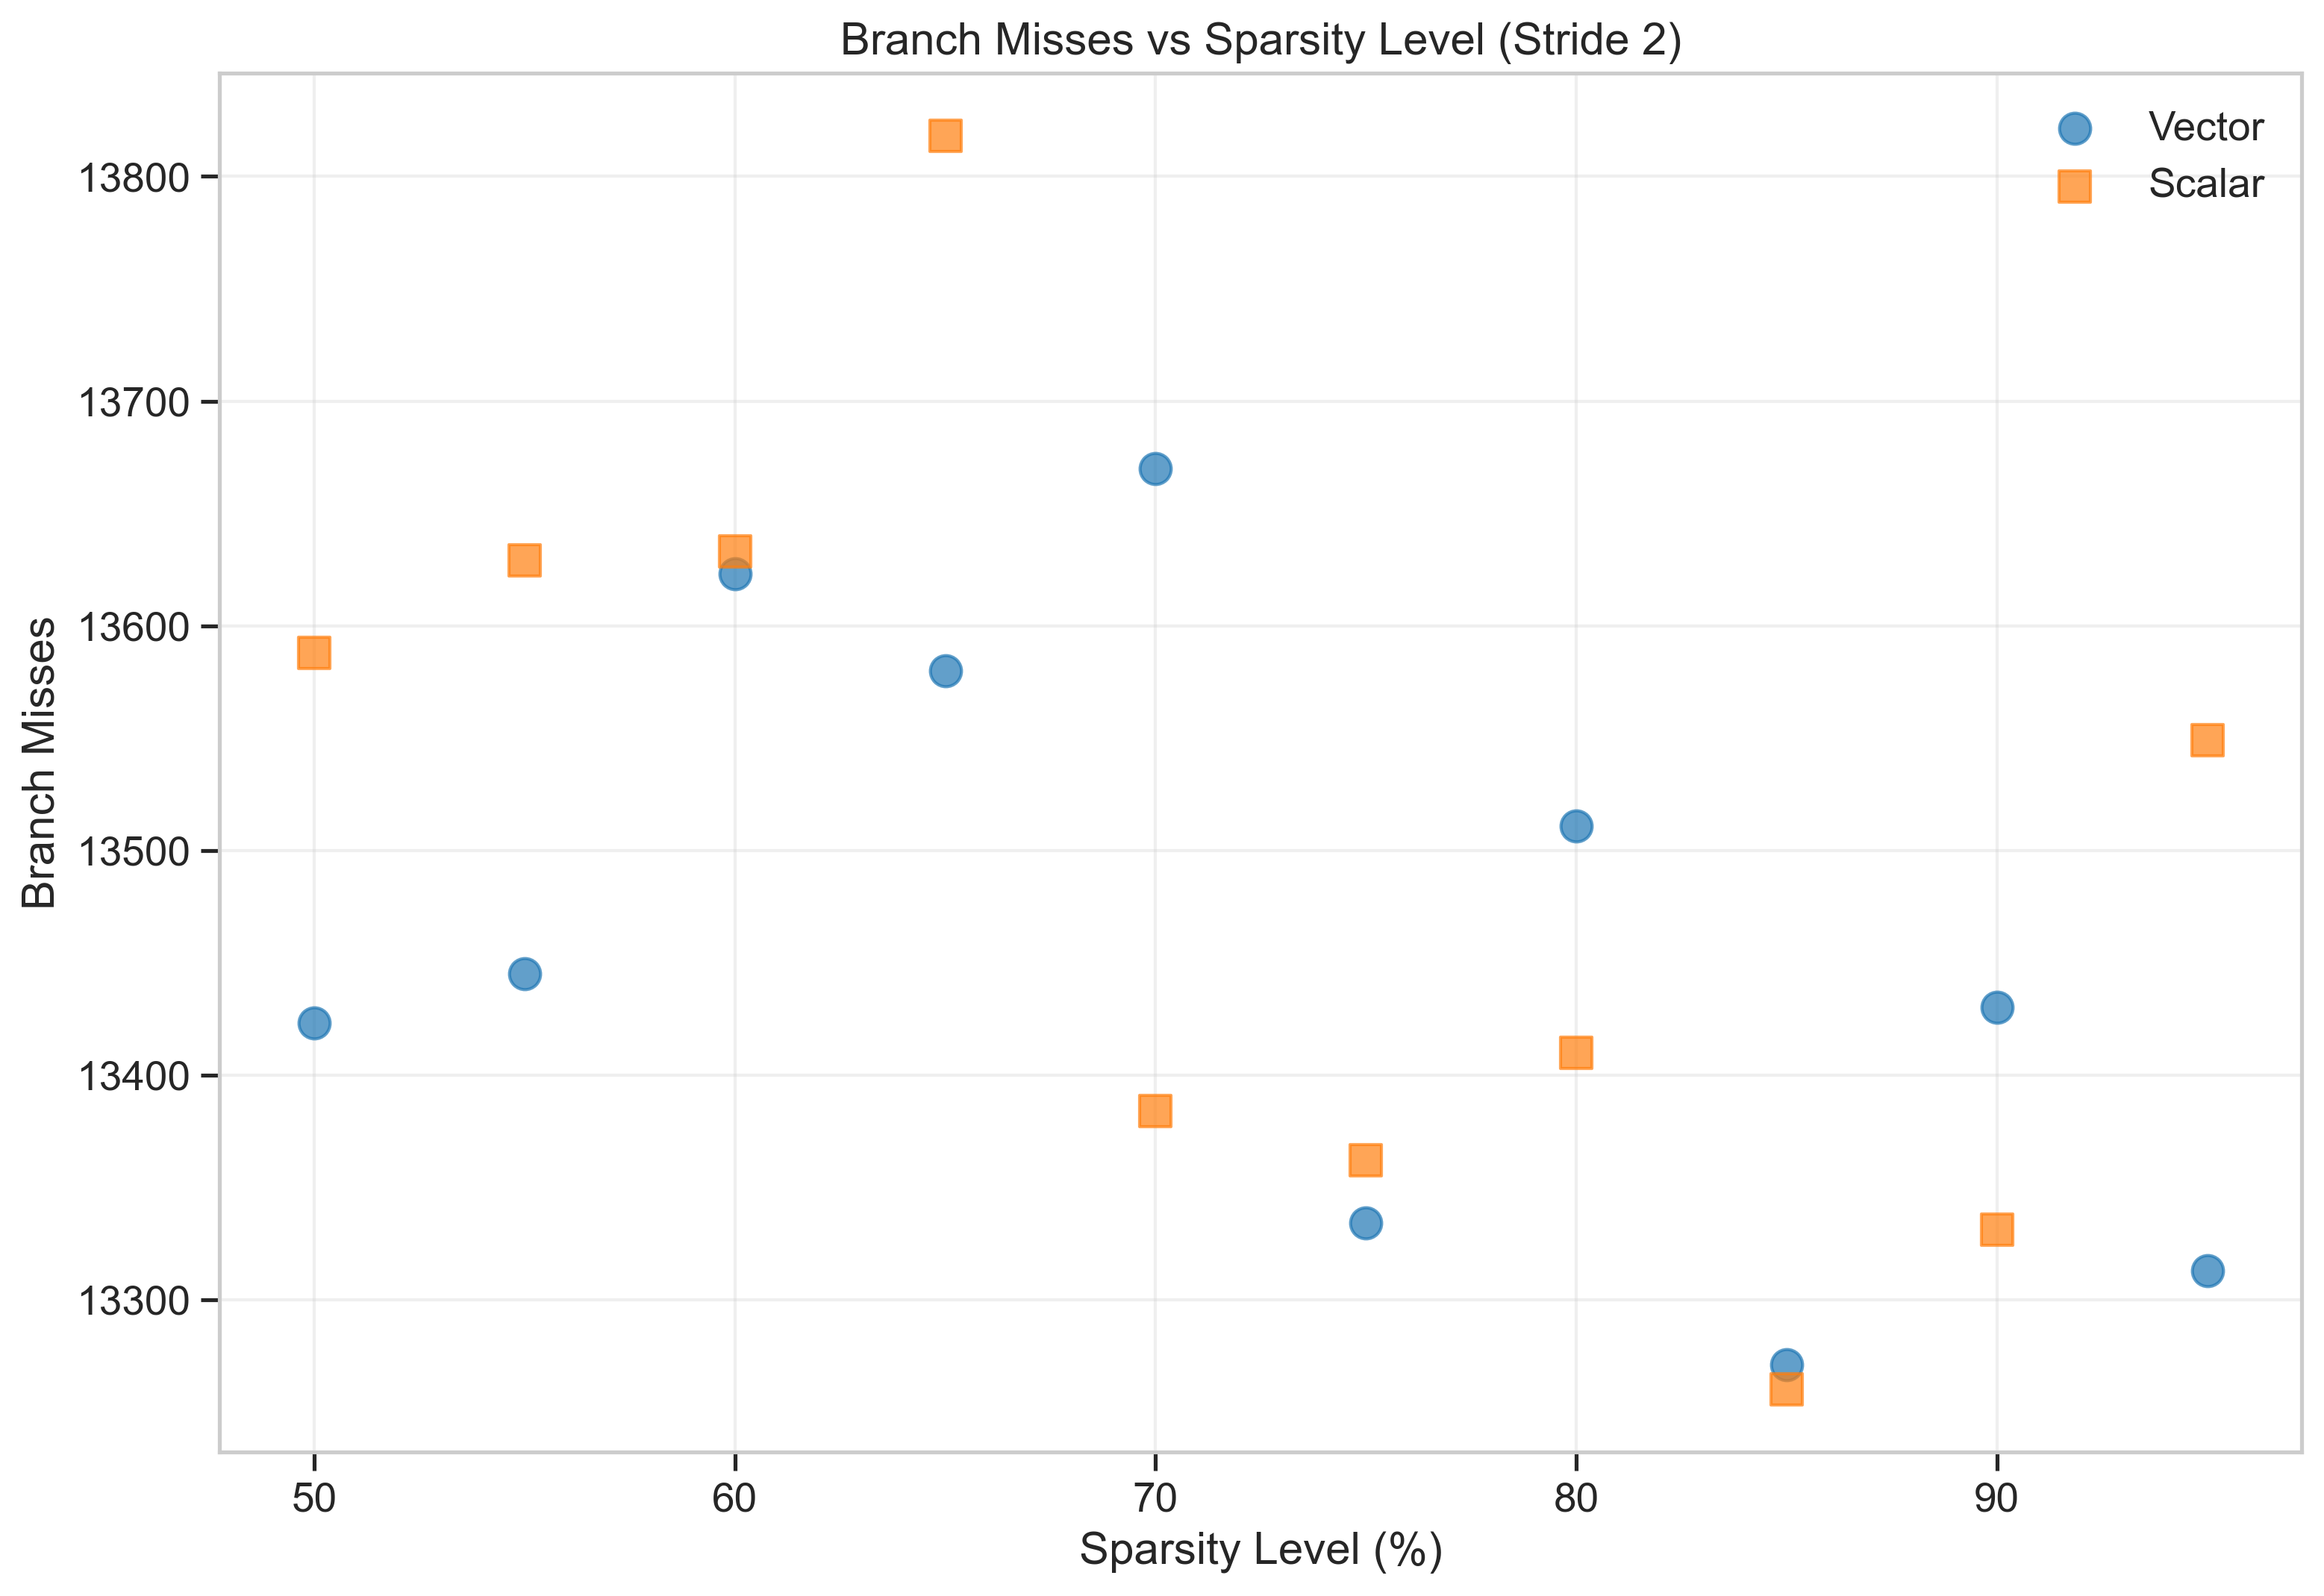 Branch Misses vs Sparsity Level (Stride 2)
Vector
Scalar
13800
13700
13600
13500
13400
13300
Branch Misses
50 60 70 80 90
Sparsity Level (%)